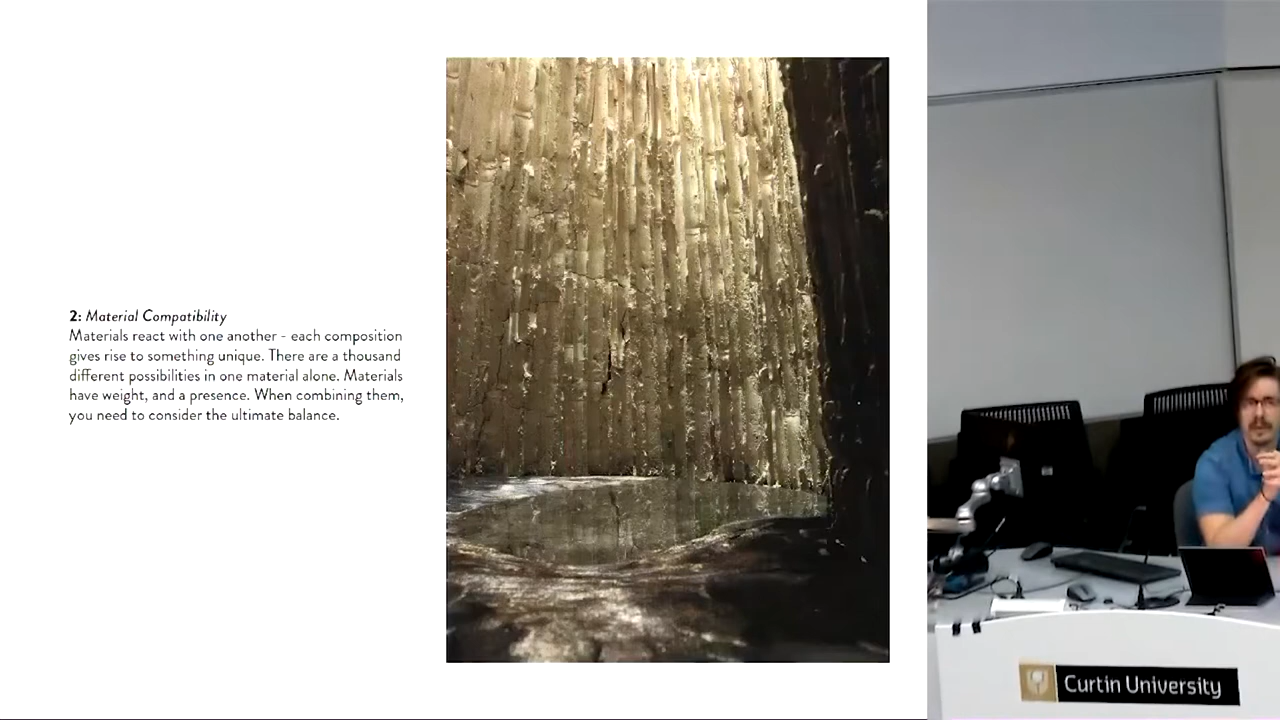 2: Material Compatibility
Materials react with one another - each composition
gives rise to something unique. There are a thousand
different possibilities in one material alone. Materials
have weight, and a presence. When combining them,
you need to consider the ultimate balance.
Curtin University